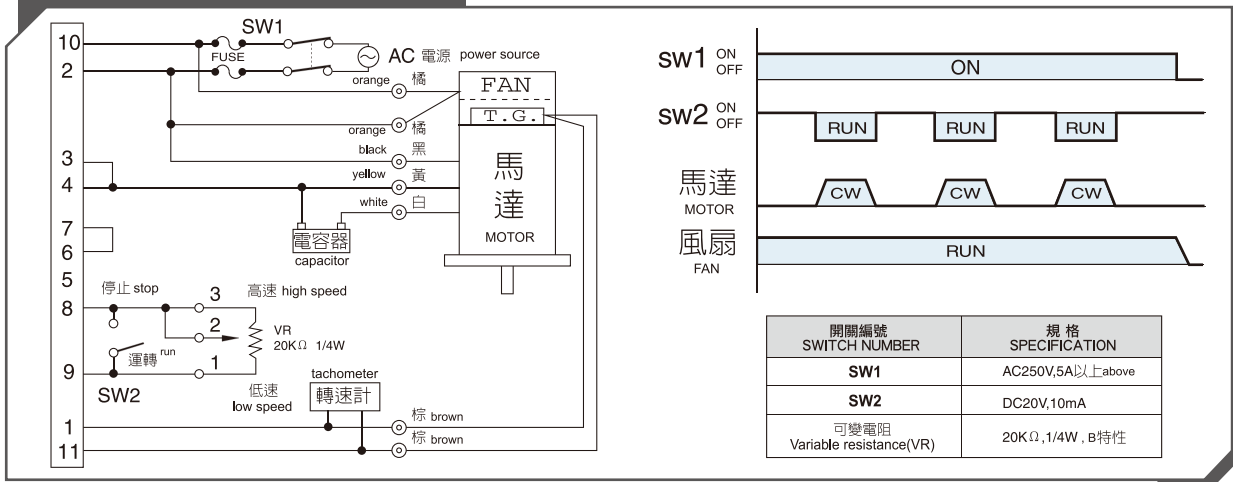 SW1
10
FUSE
AC 電源 power source
2
orange 橘
FAN
T.G.
orange 橘
black 黑
3
yellow 黃
4
white 白
馬達
MOTOR
7
電容器
capacitor
6
5
停止 stop
3
高速 high speed
8
2
VR
20KΩ 1/4W
運轉 run
1
9
SW2
低速
low speed
tachometer
轉速計
棕 brown
1
棕 brown
11
SW1 ON
OFF
ON
SW2 ON
OFF
RUN RUN RUN
馬達
MOTOR
CW CW CW
風扇
FAN
RUN
開關編號
SWITCH NUMBER
規 格
SPECIFICATION
SW1
AC250V,5A以上above
SW2
DC20V,10mA
可變電阻
Variable resistance(VR)
20KΩ,1/4W , B特性